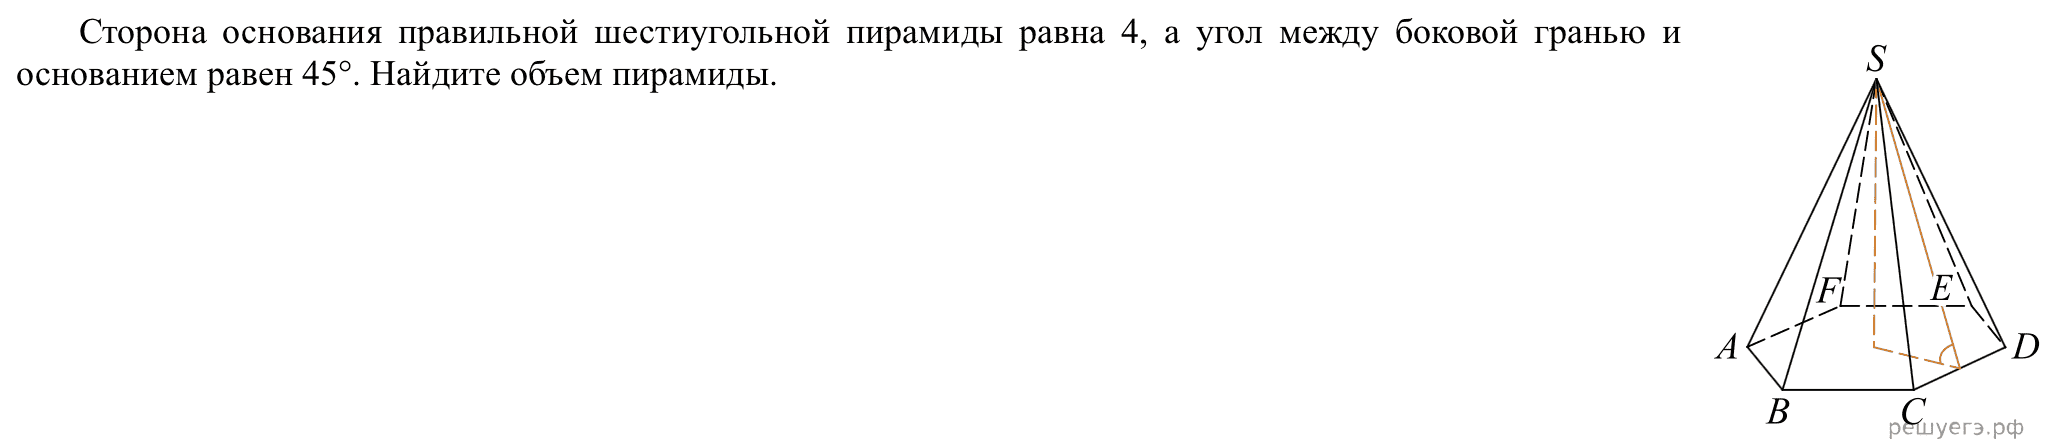 Сторона основания правильной шестиугольной пирамиды равна 4, а угол между боковой гранью и
основанием равен 45°. Найдите объем пирамиды.
S
F
E
A
D
B
C
решуегэ.рф